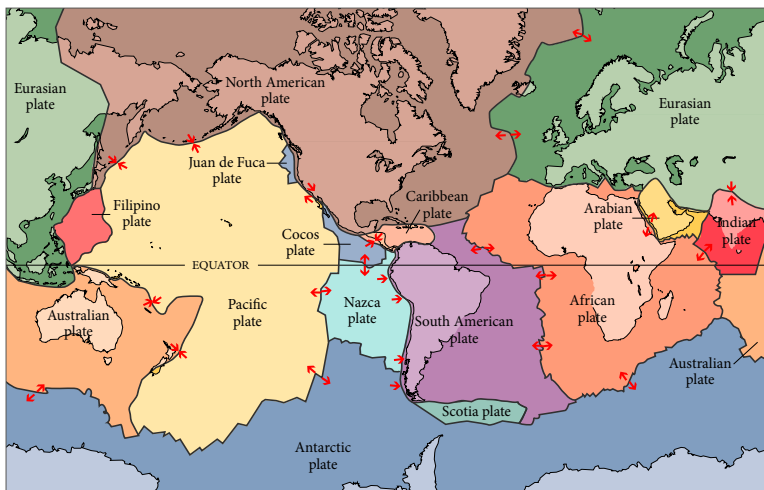 North American
plate
Eurasian
plate
Eurasian
plate
Juan de Fuca
plate
Filipino
plate
Caribbean
plate
Arabian
plate
Indian
plate
Cocos
plate
EQUATOR
Australian
plate
Pacific
plate
Nazca
plate
South American
plate
African
plate
Australian
plate
Scotia plate
Antarctic
plate